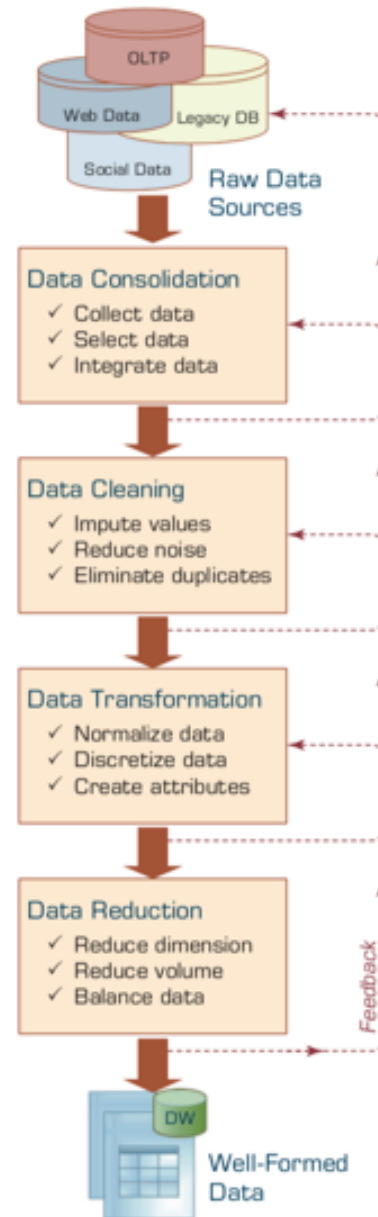 OLTP
Web Data
Legacy DB
Social Data
Raw Data
Sources
Data Consolidation
✓ Collect data
✓ Select data
✓ Integrate data
Data Cleaning
✓ Impute values
✓ Reduce noise
✓ Eliminate duplicates
Data Transformation
✓ Normalize data
✓ Discretize data
✓ Create attributes
Data Reduction
✓ Reduce dimension
✓ Reduce volume
✓ Balance data
Feedback
DW
Well-Formed
Data